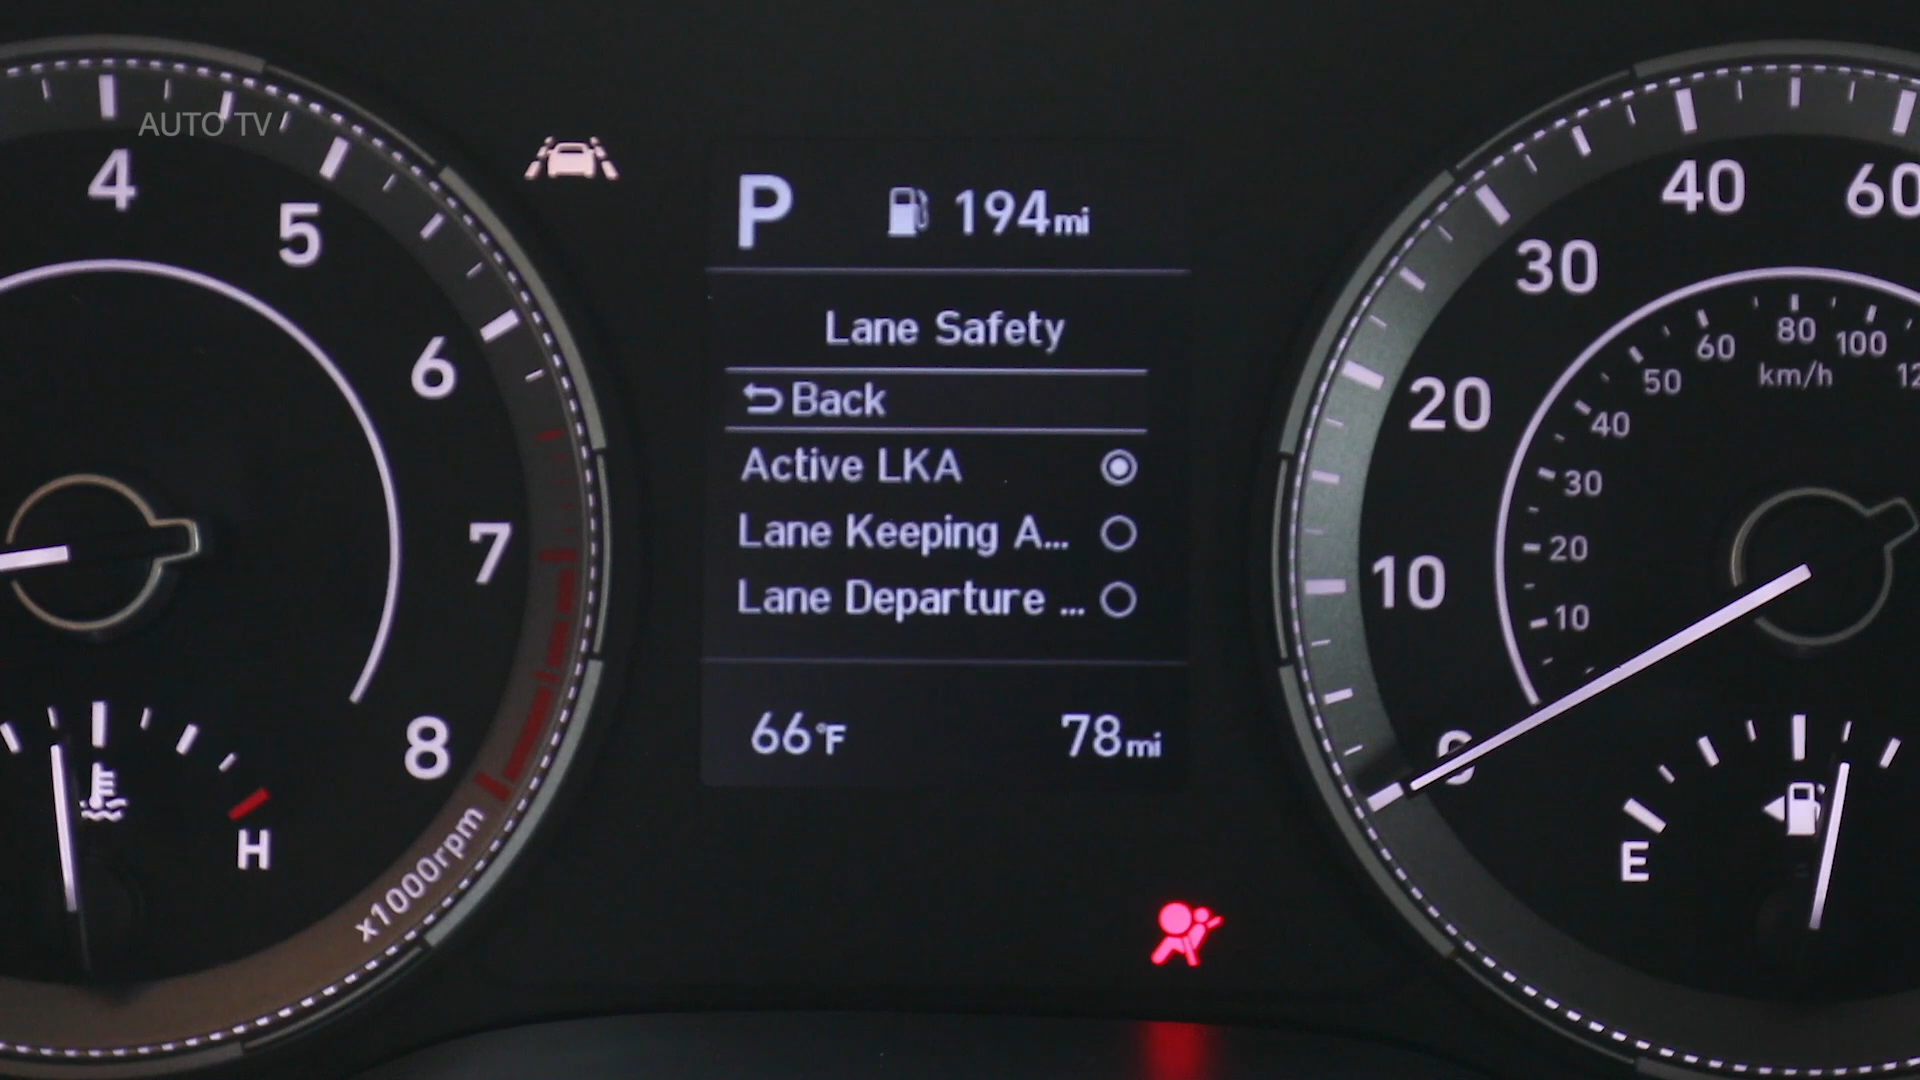 AUTO TV
4
5
6
7
8
x1000rpm
H
P 194mi
Lane Safety
Back
Active LKA
Lane Keeping A...
Lane Departure ...
66°F 78mi
0
10
20
30
40
60
10
20
30
40
50
60
80
100
km/h
E